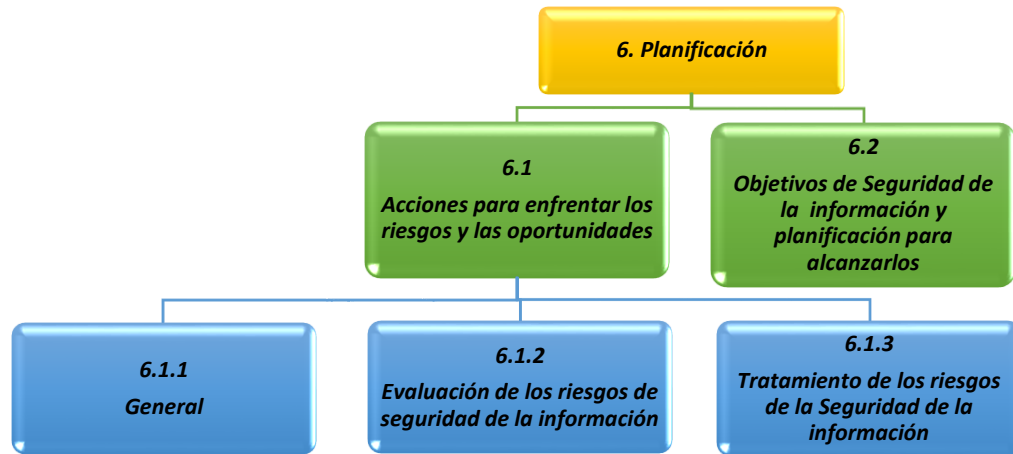 6. Planificación
6.1
Acciones para enfrentar los
riesgos y las oportunidades
6.2
Objetivos de Seguridad de
la información y
planificación para
alcanzarlos
6.1.1
General
6.1.2
Evaluación de los riesgos de
seguridad de la información
6.1.3
Tratamiento de los riesgos
de la Seguridad de la
información